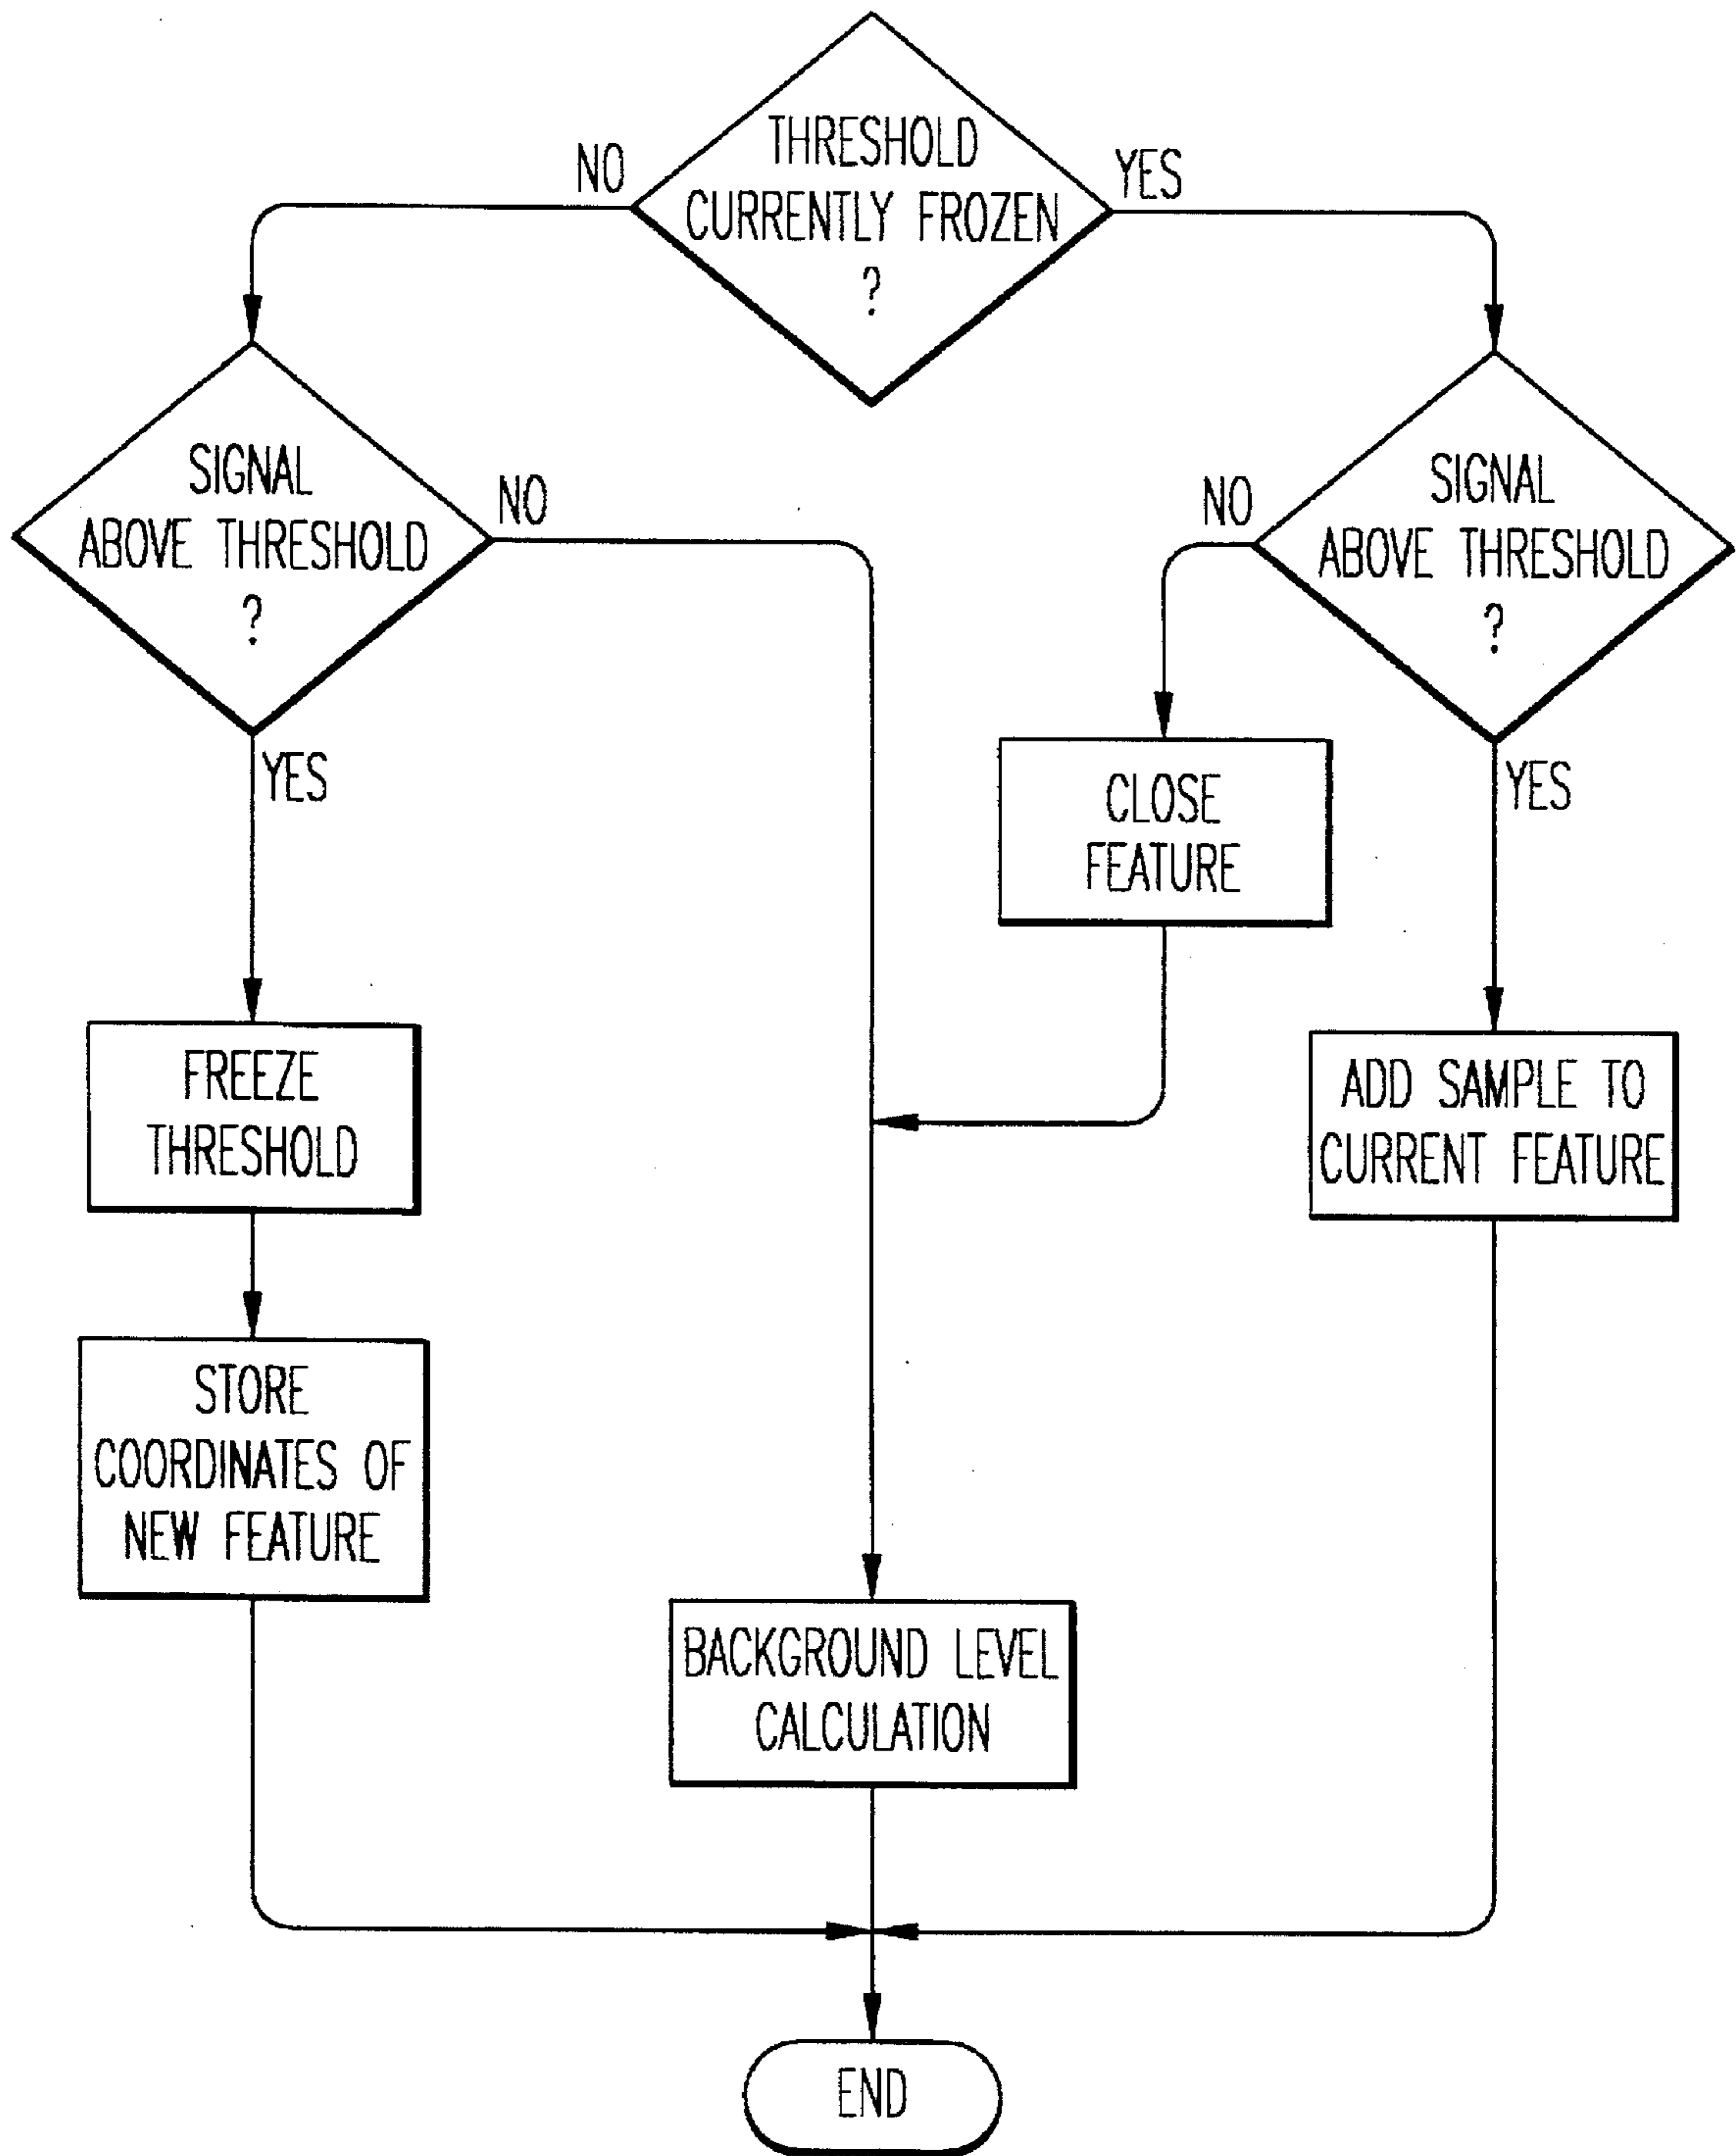 THRESHOLD
CURRENTLY FROZEN
?
NO
YES
SIGNAL
ABOVE THRESHOLD
?
NO
YES
SIGNAL
ABOVE THRESHOLD
?
NO
YES
CLOSE
FEATURE
FREEZE
THRESHOLD
ADD SAMPLE TO
CURRENT FEATURE
STORE
COORDINATES OF
NEW FEATURE
BACKGROUND LEVEL
CALCULATION
END